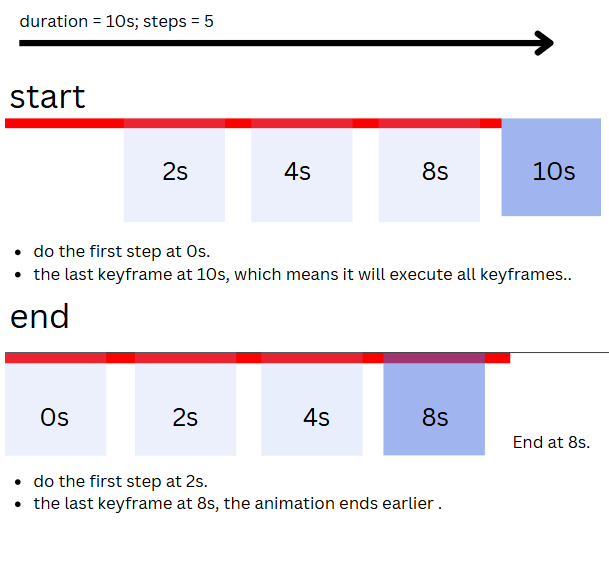 duration = 10s; steps = 5
start
2s 4s 8s 10s
do the first step at 0s.
the last keyframe at 10s, which means it will execute all keyframes..
end
0s 2s 4s 8s
End at 8s.
do the first step at 2s.
the last keyframe at 8s, the animation ends earlier .